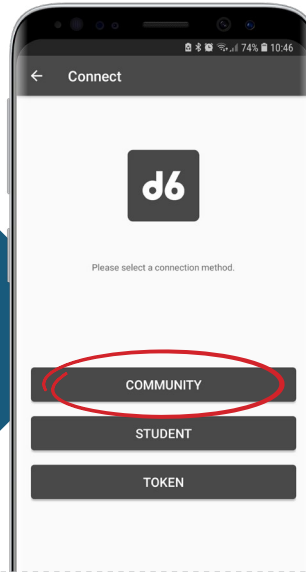 74% 10:46
Connect
d6
Please select a connection method.
COMMUNITY
STUDENT
TOKEN